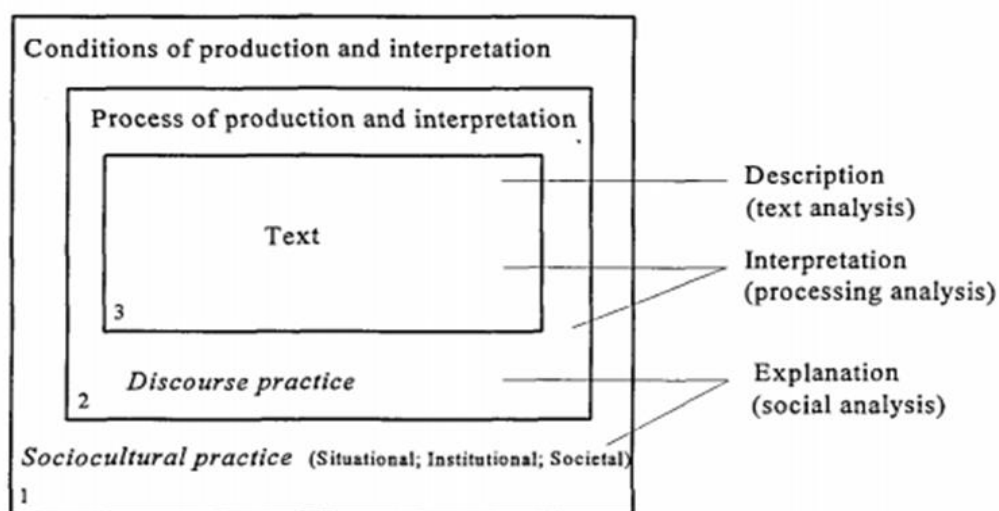 Conditions of production and interpretation
Process of production and interpretation
Text
3
Discourse practice
2
Sociocultural practice (Situational; Institutional; Societal)
1
Description
(text analysis)
Interpretation
(processing analysis)
Explanation
(social analysis)